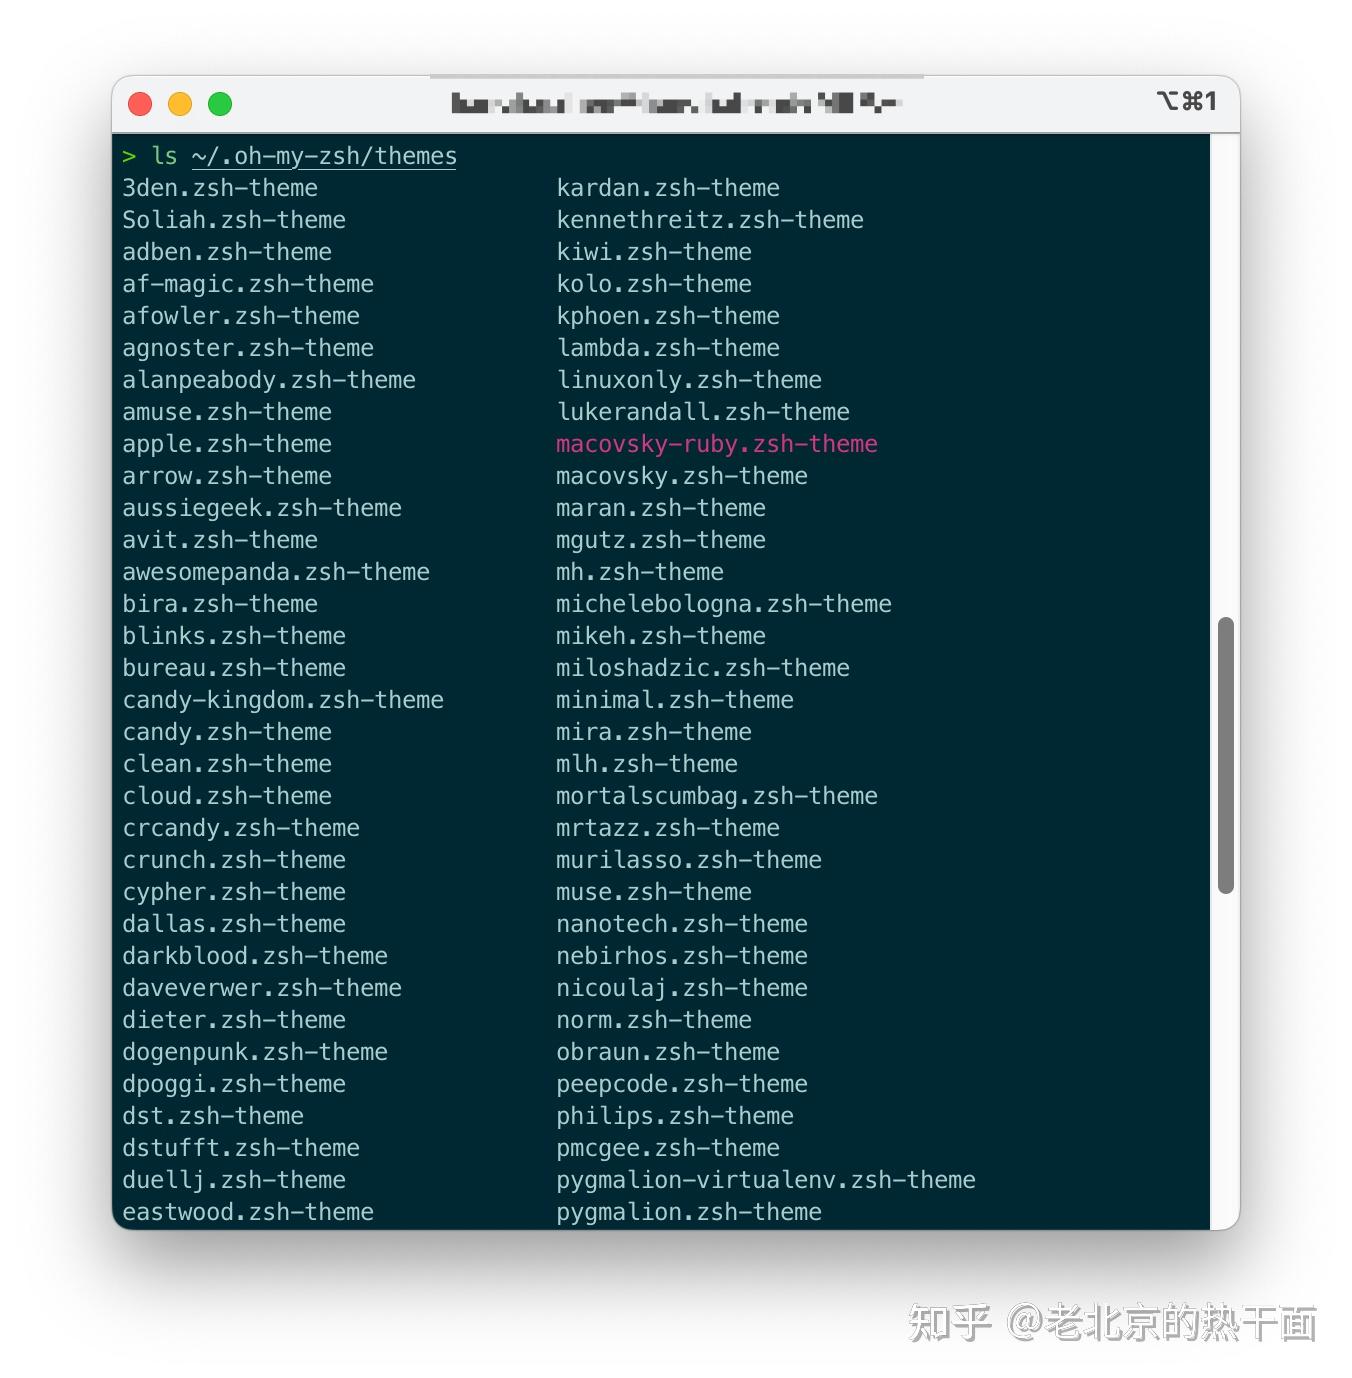 ⌥⌘1
> ls ~/.oh-my-zsh/themes
3den.zsh-theme kardan.zsh-theme
Soliah.zsh-theme kennethreitz.zsh-theme
adben.zsh-theme kiwi.zsh-theme
af-magic.zsh-theme kolo.zsh-theme
afowler.zsh-theme kphoen.zsh-theme
agnoster.zsh-theme lambda.zsh-theme
alanpeabody.zsh-theme linuxonly.zsh-theme
amuse.zsh-theme lukerandall.zsh-theme
apple.zsh-theme macovsky-ruby.zsh-theme
arrow.zsh-theme macovsky.zsh-theme
aussiegeek.zsh-theme maran.zsh-theme
avit.zsh-theme mgutz.zsh-theme
awesomepanda.zsh-theme mh.zsh-theme
bira.zsh-theme michelebologna.zsh-theme
blinks.zsh-theme mikeh.zsh-theme
bureau.zsh-theme miloshadzic.zsh-theme
candy-kingdom.zsh-theme minimal.zsh-theme
candy.zsh-theme mira.zsh-theme
clean.zsh-theme mlh.zsh-theme
cloud.zsh-theme mortalscumbag.zsh-theme
crcandy.zsh-theme mrtazz.zsh-theme
crunch.zsh-theme murilasso.zsh-theme
cypher.zsh-theme muse.zsh-theme
dallas.zsh-theme nanotech.zsh-theme
darkblood.zsh-theme nebirhos.zsh-theme
daveverwer.zsh-theme nicoulaj.zsh-theme
dieter.zsh-theme norm.zsh-theme
dogenpunk.zsh-theme obraun.zsh-theme
dpoggi.zsh-theme peepcode.zsh-theme
dst.zsh-theme philips.zsh-theme
dstufft.zsh-theme pmcgee.zsh-theme
duellj.zsh-theme pygmalion-virtualenv.zsh-theme
eastwood.zsh-theme pygmalion.zsh-theme
知乎 @老北京的热干面